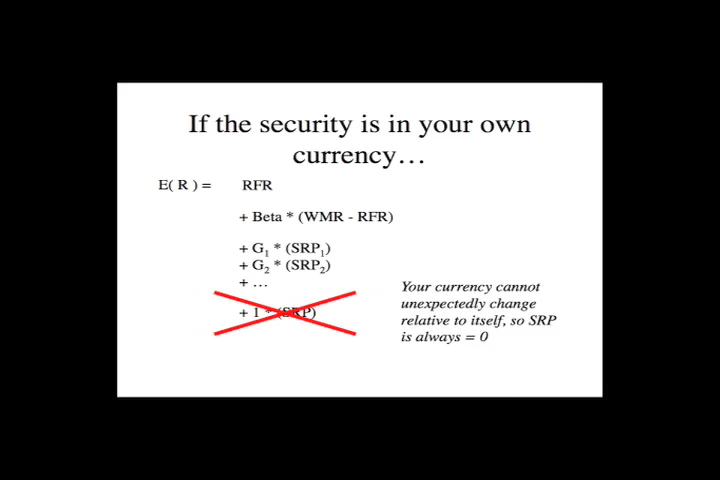 If the security is in your own
currency…
E( R ) = RFR
+ Beta * (WMR - RFR)
+ G₁ * (SRP₁)
+ G₂ * (SRP₂)
+ …
+ 1 * (SRP)
Your currency cannot
unexpectedly change
relative to itself, so SRP
is always = 0